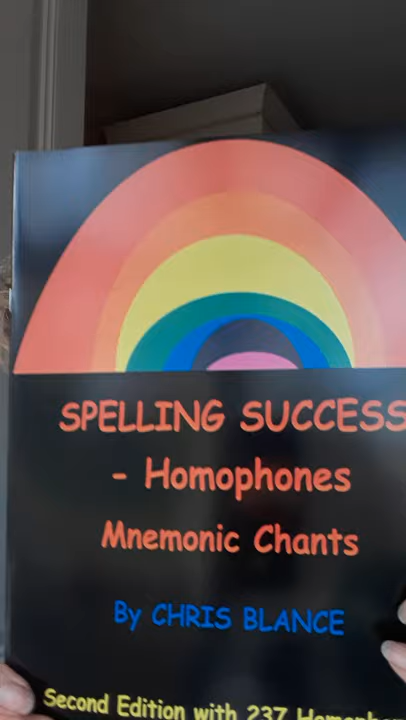 SPELLING SUCCESS
- Homophones
Mnemonic Chants
By CHRIS BLANCE
Second Edition with 237